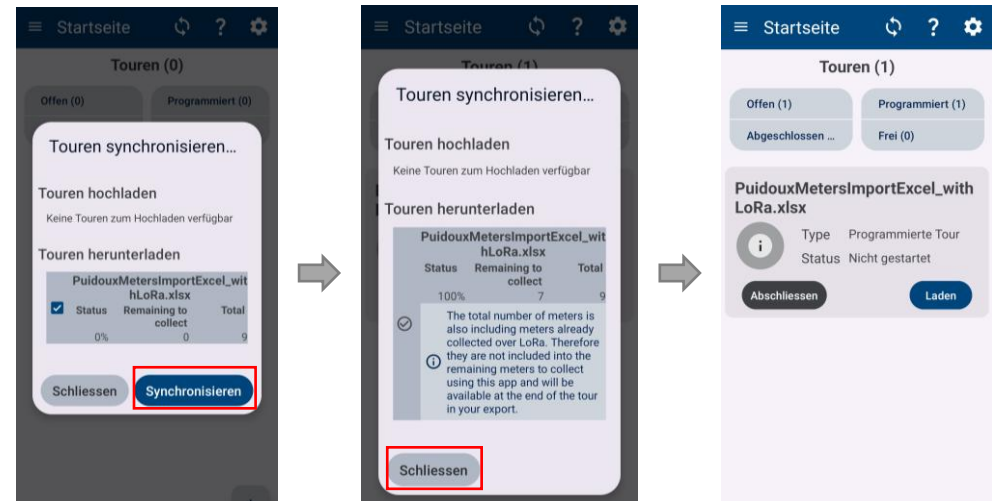 Startseite
Touren (0)
Offen (0)
Programmiert (0)
Touren synchronisieren...
Touren hochladen
Keine Touren zum Hochladen verfügbar
Touren herunterladen
PuidouxMetersImportExcel_wit
hLoRa.xlsx
Status Remaining to Total
collect
0% 0 9
Schliessen Synchronisieren
Startseite
Touren (1)
Touren synchronisieren...
Touren hochladen
Keine Touren zum Hochladen verfügbar
Touren herunterladen
PuidouxMetersImportExcel_wit
hLoRa.xlsx
Status Remaining to Total
collect
100% 7 9
The total number of meters is
also including meters already
collected over LoRa. Therefore
they are not included into the
remaining meters to collect
using this app and will be
available at the end of the tour
in your export.
Schliessen
Startseite
Touren (1)
Offen (1) Programmiert (1)
Abgeschlossen ... Frei (0)
PuidouxMetersImportExcel_with
LoRa.xlsx
Type Programmierte Tour
Status Nicht gestartet
Abschliessen Laden